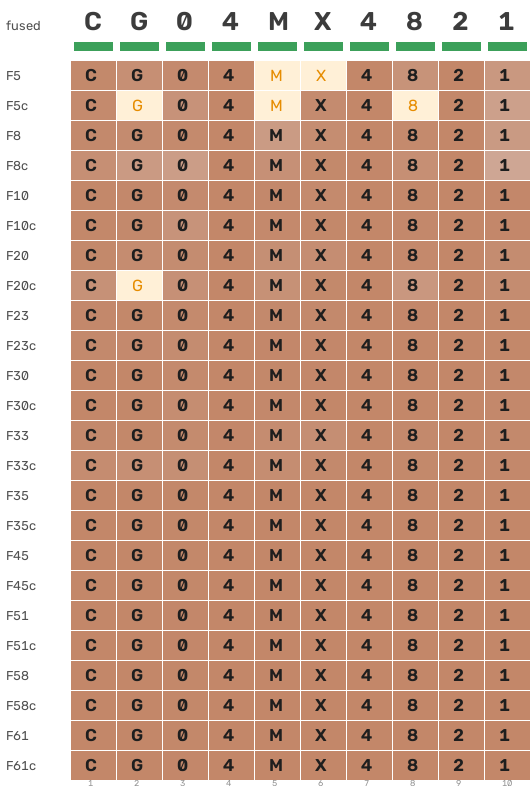 fused C G 0 4 M X 4 8 2 1
F5 C G 0 4 M X 4 8 2 1
F5c C G 0 4 M X 4 8 2 1
F8 C G 0 4 M X 4 8 2 1
F8c C G 0 4 M X 4 8 2 1
F10 C G 0 4 M X 4 8 2 1
F10c C G 0 4 M X 4 8 2 1
F20 C G 0 4 M X 4 8 2 1
F20c C G 0 4 M X 4 8 2 1
F23 C G 0 4 M X 4 8 2 1
F23c C G 0 4 M X 4 8 2 1
F30 C G 0 4 M X 4 8 2 1
F30c C G 0 4 M X 4 8 2 1
F33 C G 0 4 M X 4 8 2 1
F33c C G 0 4 M X 4 8 2 1
F35 C G 0 4 M X 4 8 2 1
F35c C G 0 4 M X 4 8 2 1
F45 C G 0 4 M X 4 8 2 1
F45c C G 0 4 M X 4 8 2 1
F51 C G 0 4 M X 4 8 2 1
F51c C G 0 4 M X 4 8 2 1
F58 C G 0 4 M X 4 8 2 1
F58c C G 0 4 M X 4 8 2 1
F61 C G 0 4 M X 4 8 2 1
F61c C G 0 4 M X 4 8 2 1
1 2 3 4 5 6 7 8 9 10